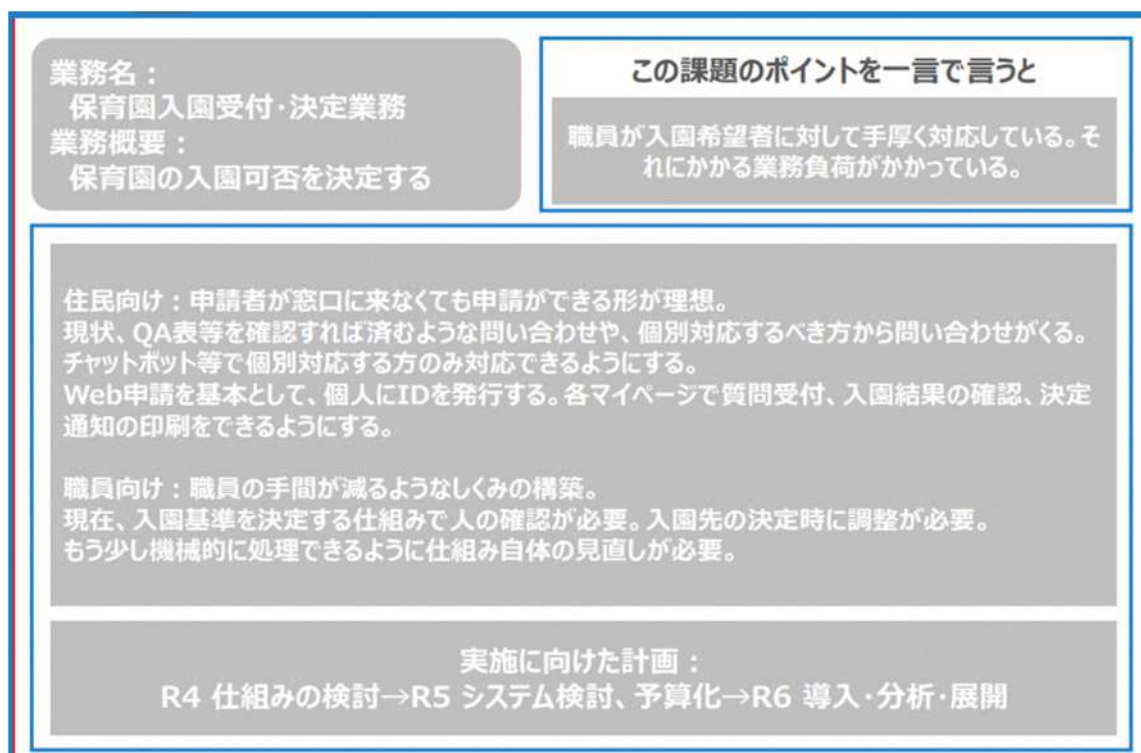 業務名：
保育園入園受付・決定業務
業務概要：
保育園の入園可否を決定する
この課題のポイントを一言で言うと
職員が入園希望者に対して手厚く対応している。そ
れにかかる業務負荷がかかっている。
住民向け：申請者が窓口に来なくても申請ができる形が理想。
現状、QA表等を確認すれば済むような問い合わせや、個別対応するべき方から問い合わせがくる。
チャットボット等で個別対応する方のみ対応できるようにする。
Web申請を基本として、個人にIDを発行する。各マイページで質問受付、入園結果の確認、決定
通知の印刷をできるようにする。
職員向け：職員の手間が減るようなしくみの構築。
現在、入園基準を決定する仕組みで人の確認が必要。入園先の決定時に調整が必要。
もう少し機械的に処理できるように仕組み自体の見直しが必要。
実施に向けた計画：
R4 仕組みの検討→R5 システム検討、予算化→R6 導入・分析・展開